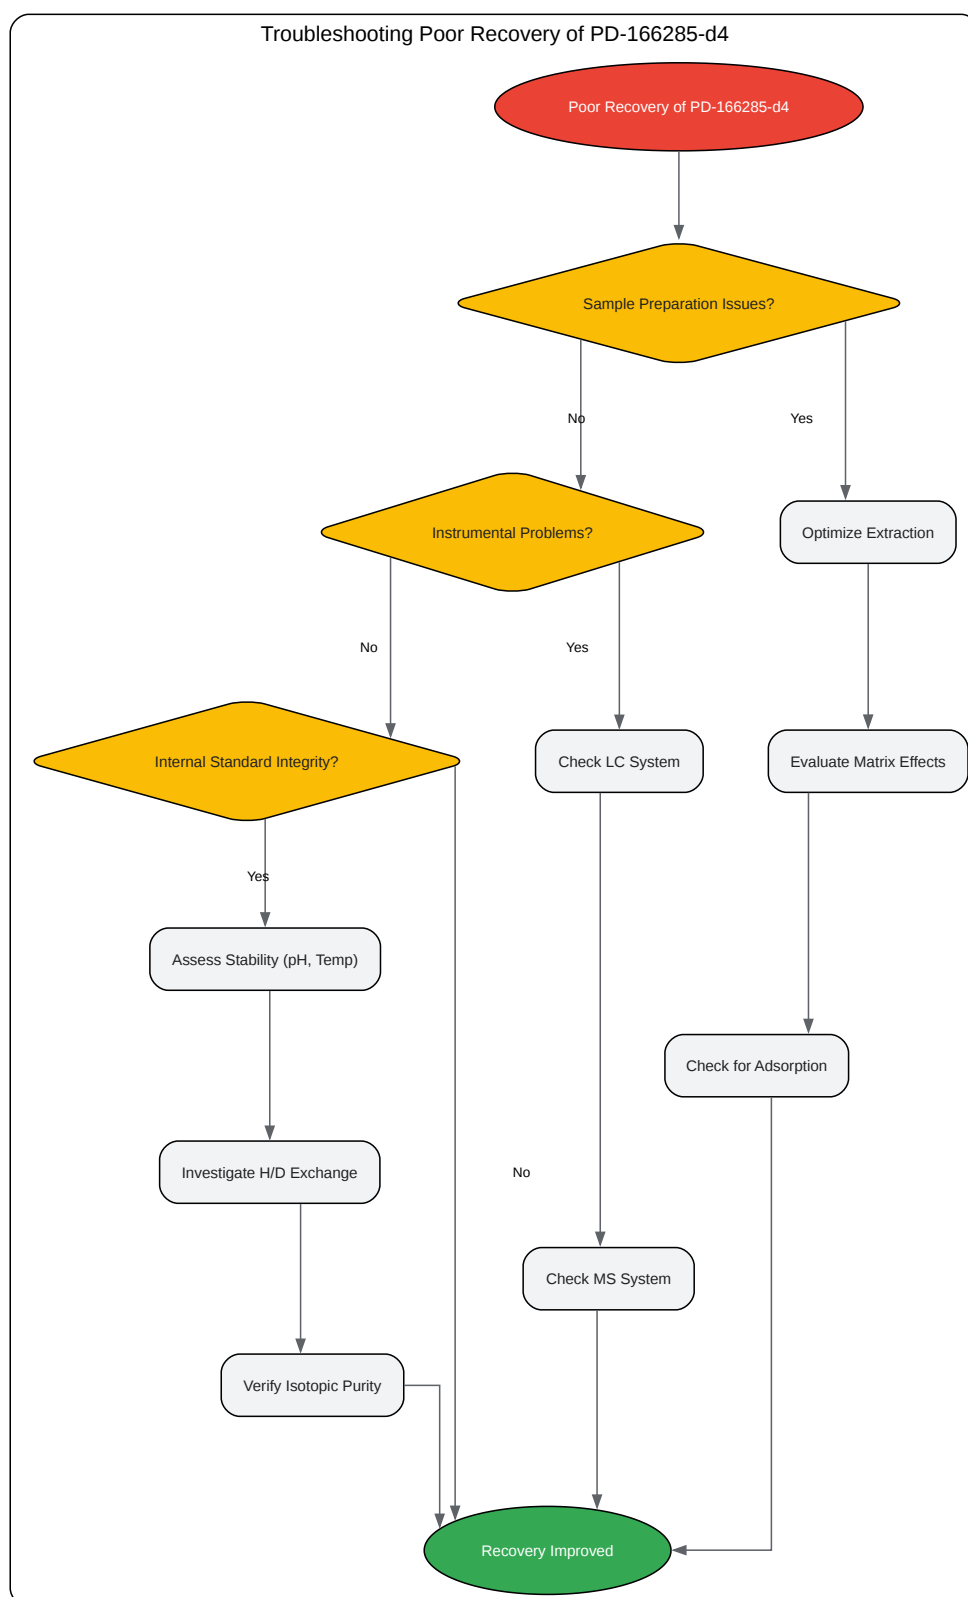 Troubleshooting Poor Recovery of PD-166285-d4
Poor Recovery of PD-166285-d4
Sample Preparation Issues?
No
Yes
Instrumental Problems?
Optimize Extraction
No
Yes
Internal Standard Integrity?
Check LC System
Evaluate Matrix Effects
Yes
Assess Stability (pH, Temp)
Check for Adsorption
Investigate H/D Exchange
No
Check MS System
Verify Isotopic Purity
Recovery Improved